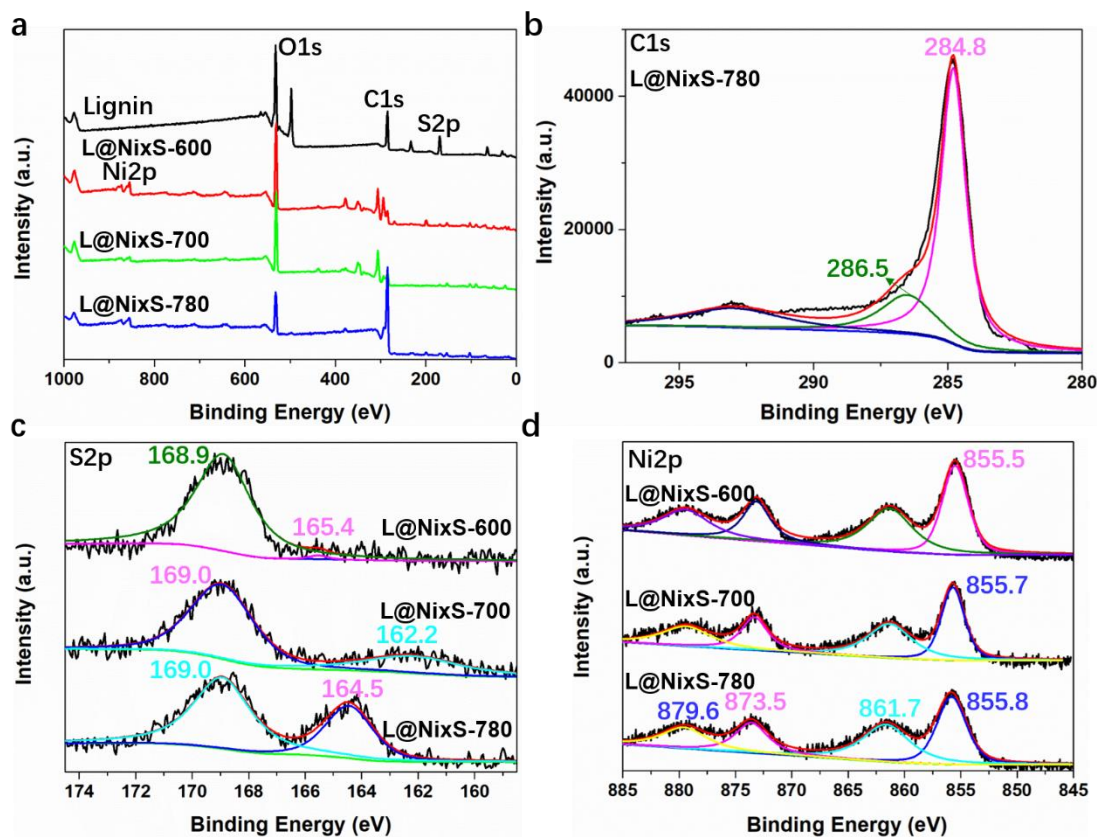 a
O1s
C1s
Lignin
S2p
L@NixS-600
Ni2p
L@NixS-700
L@NixS-780
Intensity (a.u.)
1000 800 600 400 200 0
Binding Energy (eV)
b
C1s
284.8
L@NixS-780
40000
286.5
20000
0
Intensity (a.u.)
295 290 285 280
Binding Energy (eV)
c
S2p
168.9
L@NixS-600
165.4
169.0
L@NixS-700
162.2
169.0
164.5
L@NixS-780
Intensity (a.u.)
174 172 170 168 166 164 162 160
Binding Energy (eV)
d
Ni2p
855.5
L@NixS-600
L@NixS-700
855.7
L@NixS-780
879.6 873.5 861.7 855.8
Intensity (a.u.)
885 880 875 870 865 860 855 850 845
Binding Energy (eV)